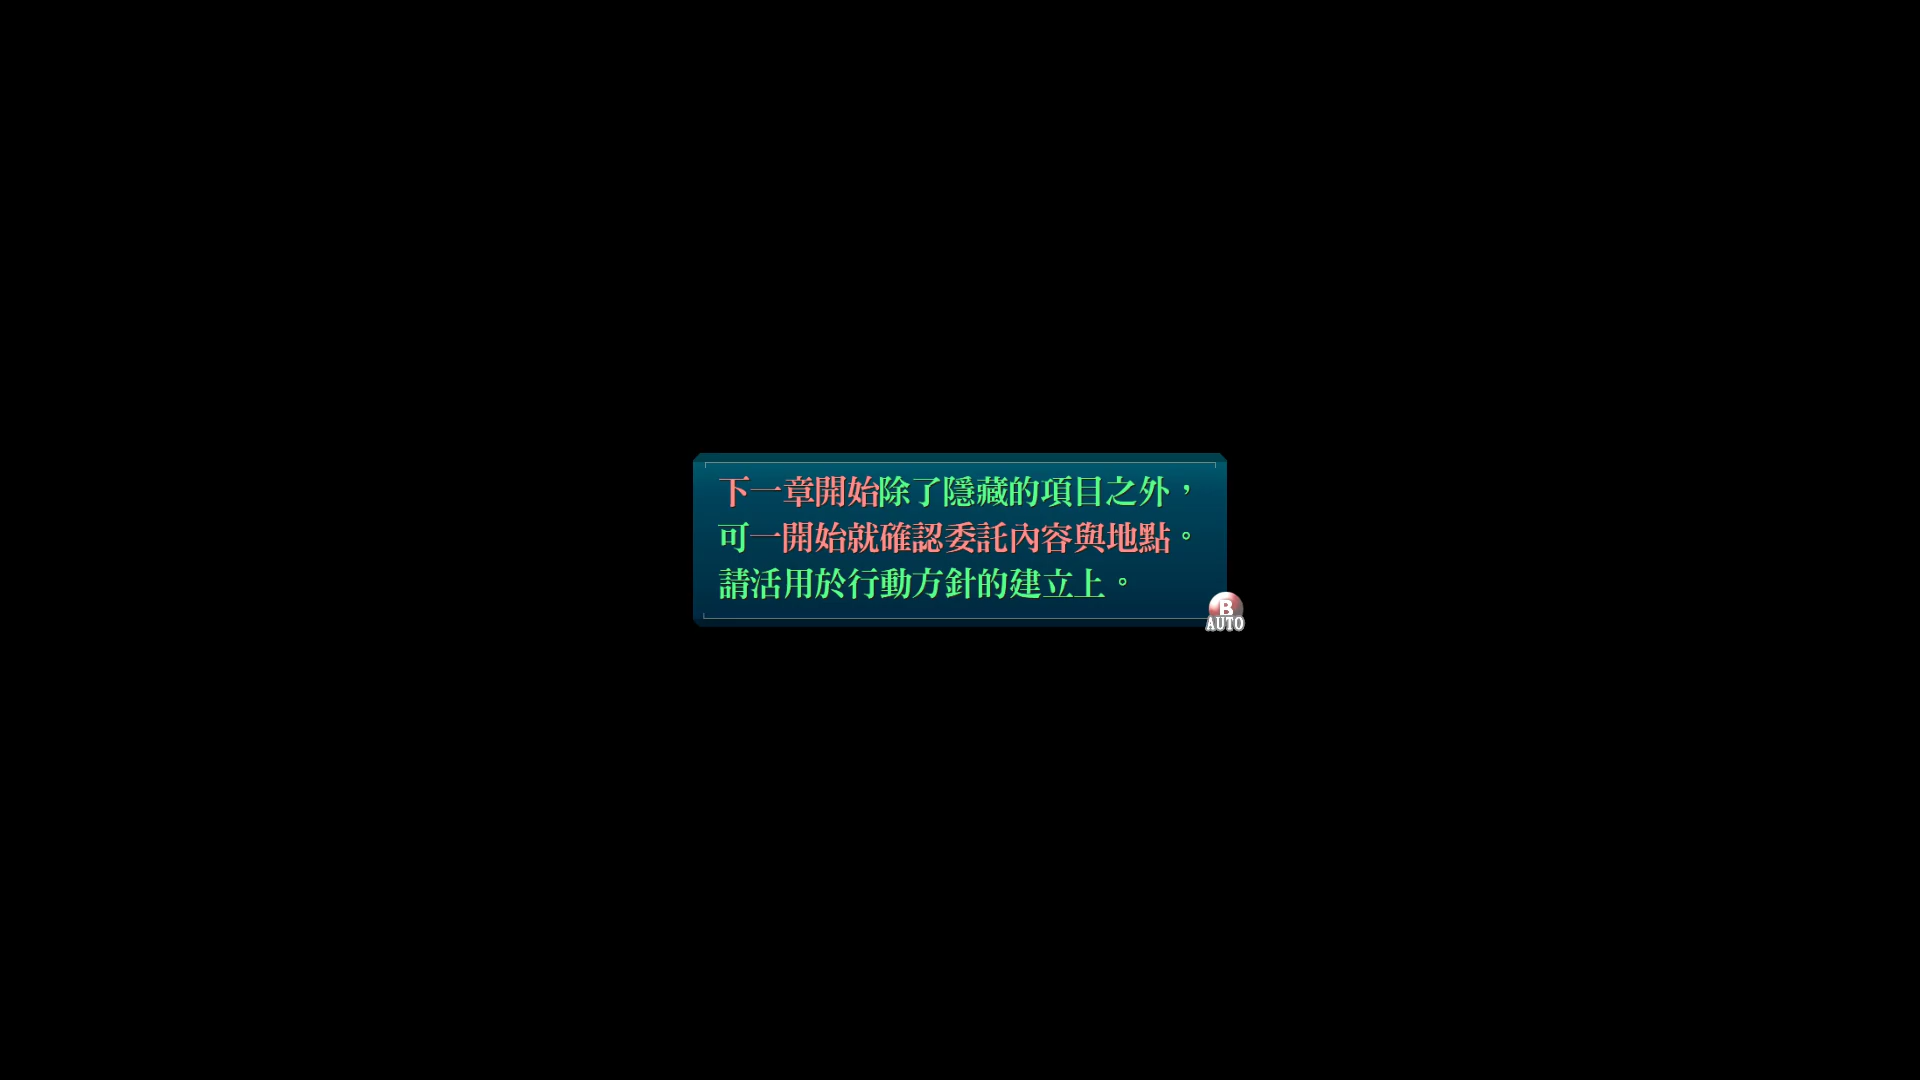 下一章開始除了隱藏的項目之外，
可一開始就確認委託內容與地點。
請活用於行動方針的建立上。
B
AUTO